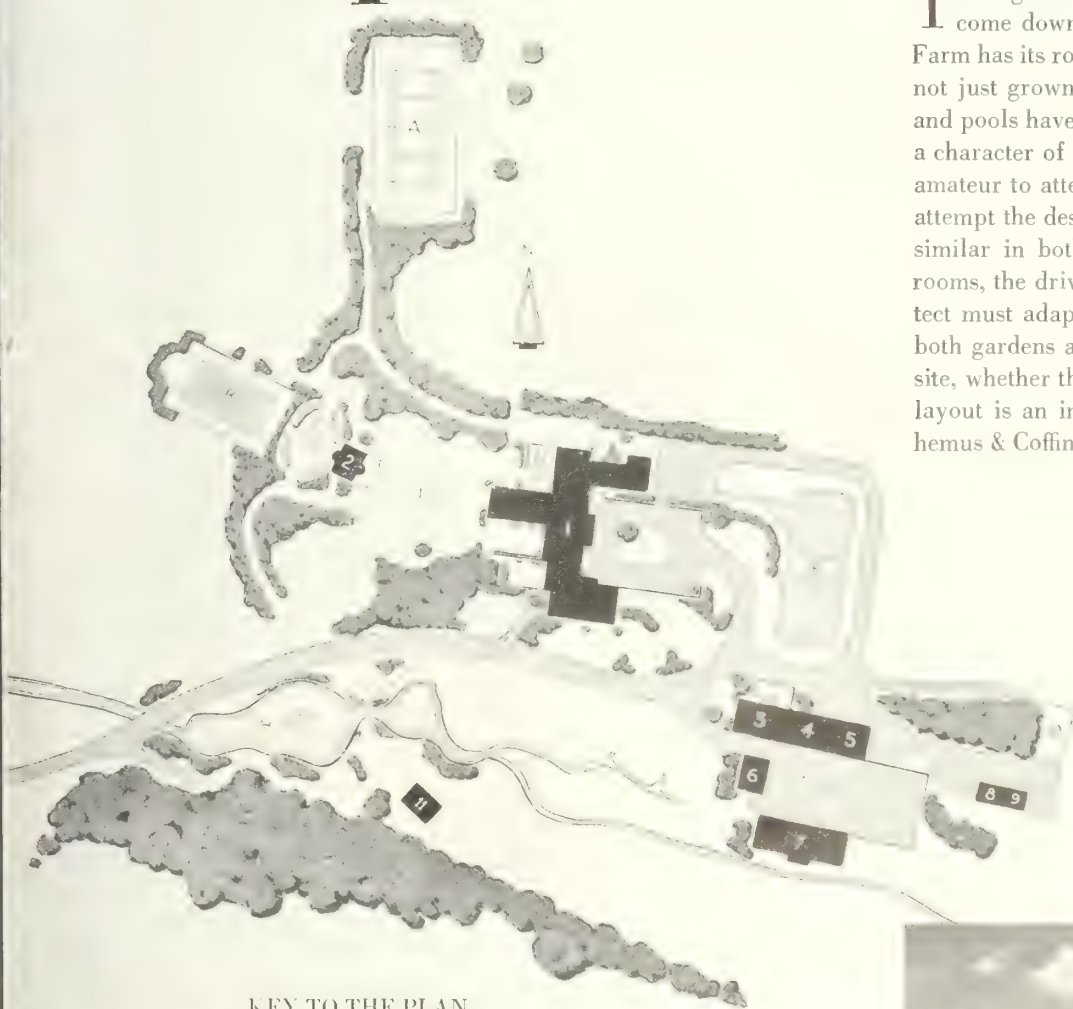 come down
Farm has its ro
not just grown
and pools have
a character of
amateur to atte
attempt the des
similar in bot
rooms, the driv
tect must adap
both gardens a
site, whether th
layout is an in
hemus & Coffin
A
2
1
3 4 5
6
7
8 9
11
KEY TO THE PLAN